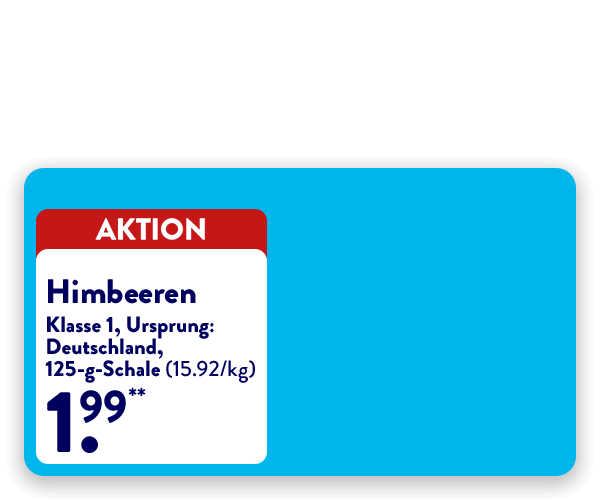 AKTION
Himbeeren
Klasse 1, Ursprung:
Deutschland,
125-g-Schale (15.92/kg)
1.99**